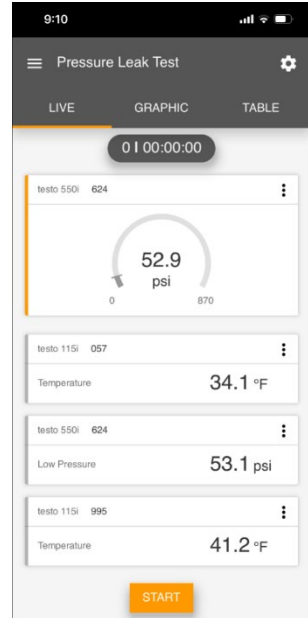 9:10
Pressure Leak Test
LIVE GRAPHIC TABLE
0 I 00:00:00
testo 550i 624
52.9
psi
0 870
testo 115i 057
Temperature 34.1 °F
testo 550i 624
Low Pressure 53.1 psi
testo 115i 995
Temperature 41.2 °F
START